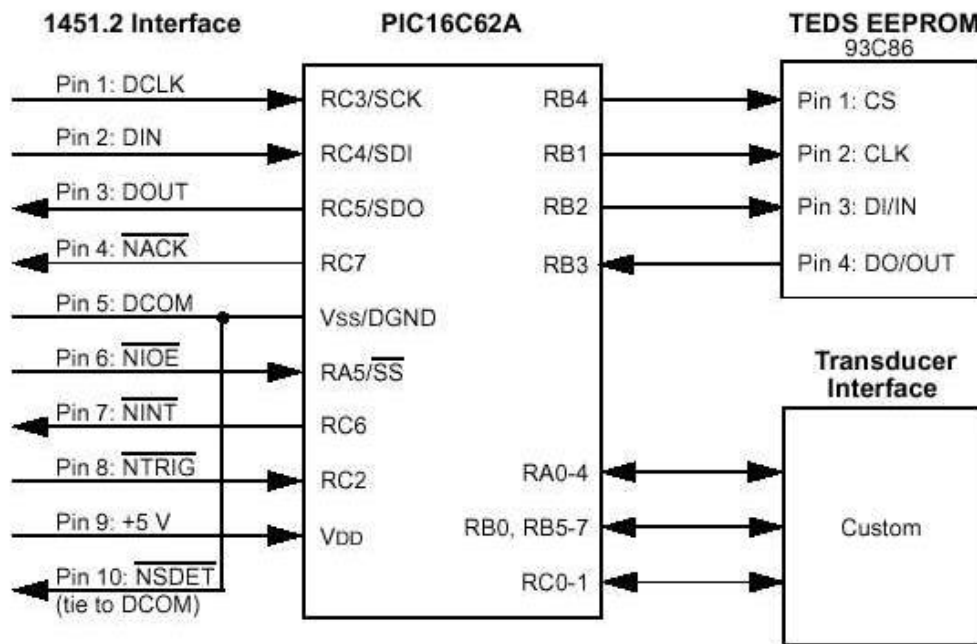 1451.2 Interface
PIC16C62A
TEDS EEPROM
93C86
Pin 1: DCLK
Pin 2: DIN
Pin 3: DOUT
Pin 4: NACK
Pin 5: DCOM
Pin 6: NIOE
Pin 7: NINT
Pin 8: NTRIG
Pin 9: +5 V
Pin 10: NSDET
(tie to DCOM)
RC3/SCK
RC4/SDI
RC5/SDO
RC7
VSS/DGND
RA5/SS
RC6
RC2
VDD
RB4
RB1
RB2
RB3
RA0-4
RB0, RB5-7
RC0-1
Pin 1: CS
Pin 2: CLK
Pin 3: DI/IN
Pin 4: DO/OUT
Transducer
Interface
Custom